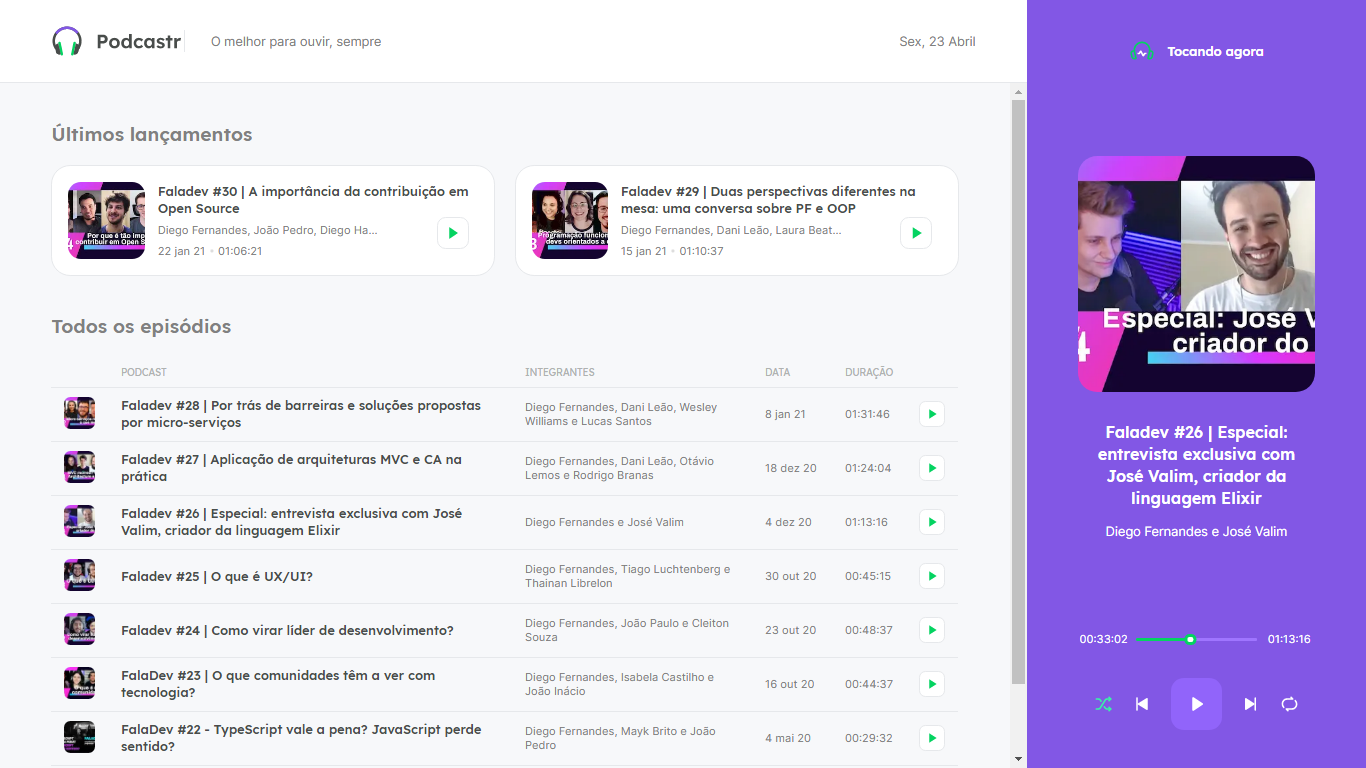 Podcastr
O melhor para ouvir, sempre
Sex, 23 Abril
Tocando agora
Últimos lançamentos
Faladev #30 | A importância da contribuição em
Open Source
Diego Fernandes, João Pedro, Diego Ha...
22 jan 21 • 01:06:21
Faladev #29 | Duas perspectivas diferentes na
mesa: uma conversa sobre PF e OOP
Diego Fernandes, Dani Leão, Laura Beat...
15 jan 21 • 01:10:37
Todos os episódios
PODCAST INTEGRANTES DATA DURAÇÃO
Faladev #28 | Por trás de barreiras e soluções propostas
por micro-serviços
Diego Fernandes, Dani Leão, Wesley
Williams e Lucas Santos
8 jan 21
01:31:46
Faladev #27 | Aplicação de arquiteturas MVC e CA na
prática
Diego Fernandes, Dani Leão, Otávio
Lemos e Rodrigo Branas
18 dez 20
01:24:04
Faladev #26 | Especial: entrevista exclusiva com José
Valim, criador da linguagem Elixir
Diego Fernandes e José Valim
4 dez 20
01:13:16
Faladev #25 | O que é UX/UI?
Diego Fernandes, Tiago Luchtenberg e
Thainan Librelon
30 out 20
00:45:15
Faladev #24 | Como virar líder de desenvolvimento?
Diego Fernandes, João Paulo e Cleiton
Souza
23 out 20
00:48:37
FalaDev #23 | O que comunidades têm a ver com
tecnologia?
Diego Fernandes, Isabela Castilho e
João Inácio
16 out 20
00:44:37
FalaDev #22 - TypeScript vale a pena? JavaScript perde
sentido?
Diego Fernandes, Mayk Brito e João
Pedro
4 mai 20
00:29:32
Especial: José V
criador do
4
Faladev #26 | Especial:
entrevista exclusiva com
José Valim, criador da
linguagem Elixir
Diego Fernandes e José Valim
00:33:02
01:13:16